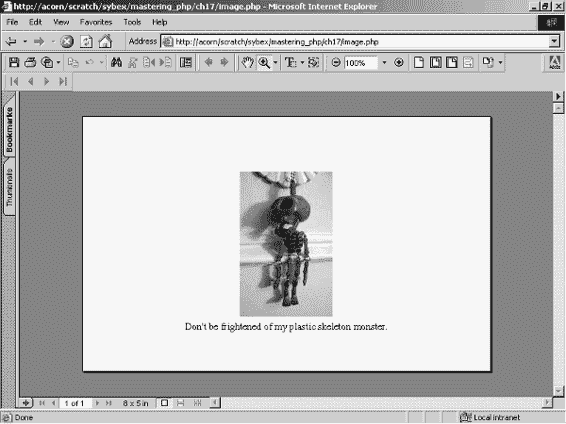 http://acorn/scratch/sybex/mastering_php/ch17/image.php - Microsoft Internet Explorer
File Edit View Favorites Tools Help
Address http://acorn/scratch/sybex/mastering_php/ch17/image.php
100%
Adobe
Bookmarks
Thumbnails
Don't be frightened of my plastic skeleton monster.
1 of 1 8 x 5 in
Done Local intranet